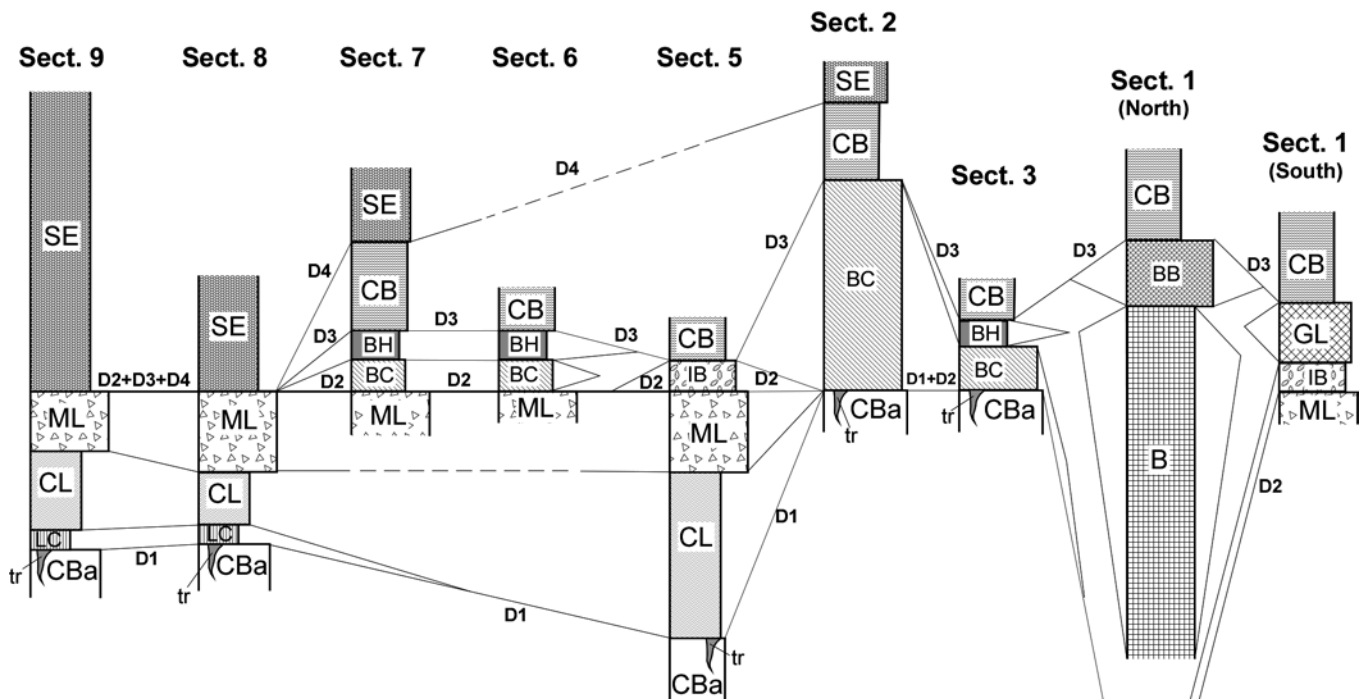 Sect. 9
Sect. 8
Sect. 7
Sect. 6
Sect. 5
Sect. 2
Sect. 3
Sect. 1
(North)
Sect. 1
(South)
SE
ML
CL
LC
CBa
tr
D2+D3+D4
D1
SE
ML
CL
LC
CBa
tr
D4
D3
D2
D1
SE
CB
BH
BC
ML
D4
D3
D2
CB
BH
BC
ML
D3
D2
CB
IB
ML
CL
CBa
tr
D3
D2
D1
SE
CB
BC
CBa
tr
D3
D1+D2
CB
BH
BC
CBa
tr
D3
CB
BB
B
D3
D2
CB
GL
IB
ML